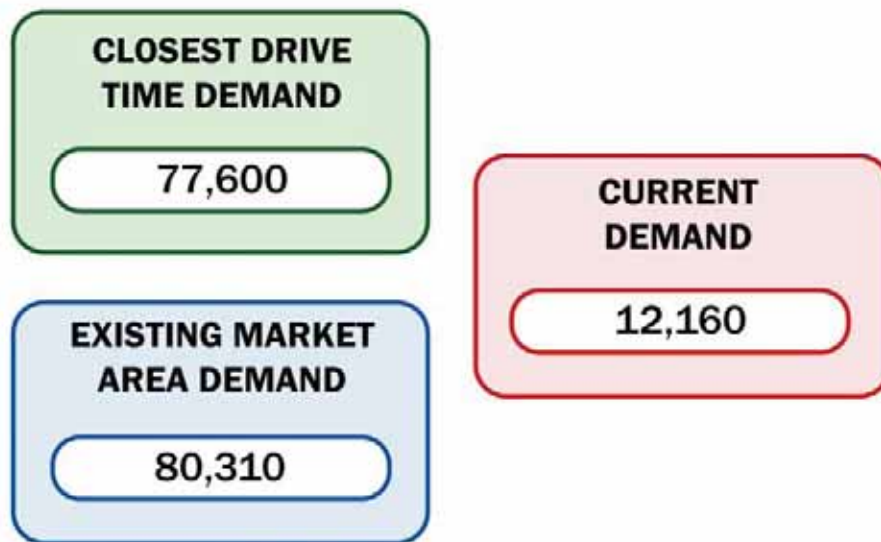 CLOSEST DRIVE
TIME DEMAND
77,600
EXISTING MARKET
AREA DEMAND
80,310
CURRENT
DEMAND
12,160